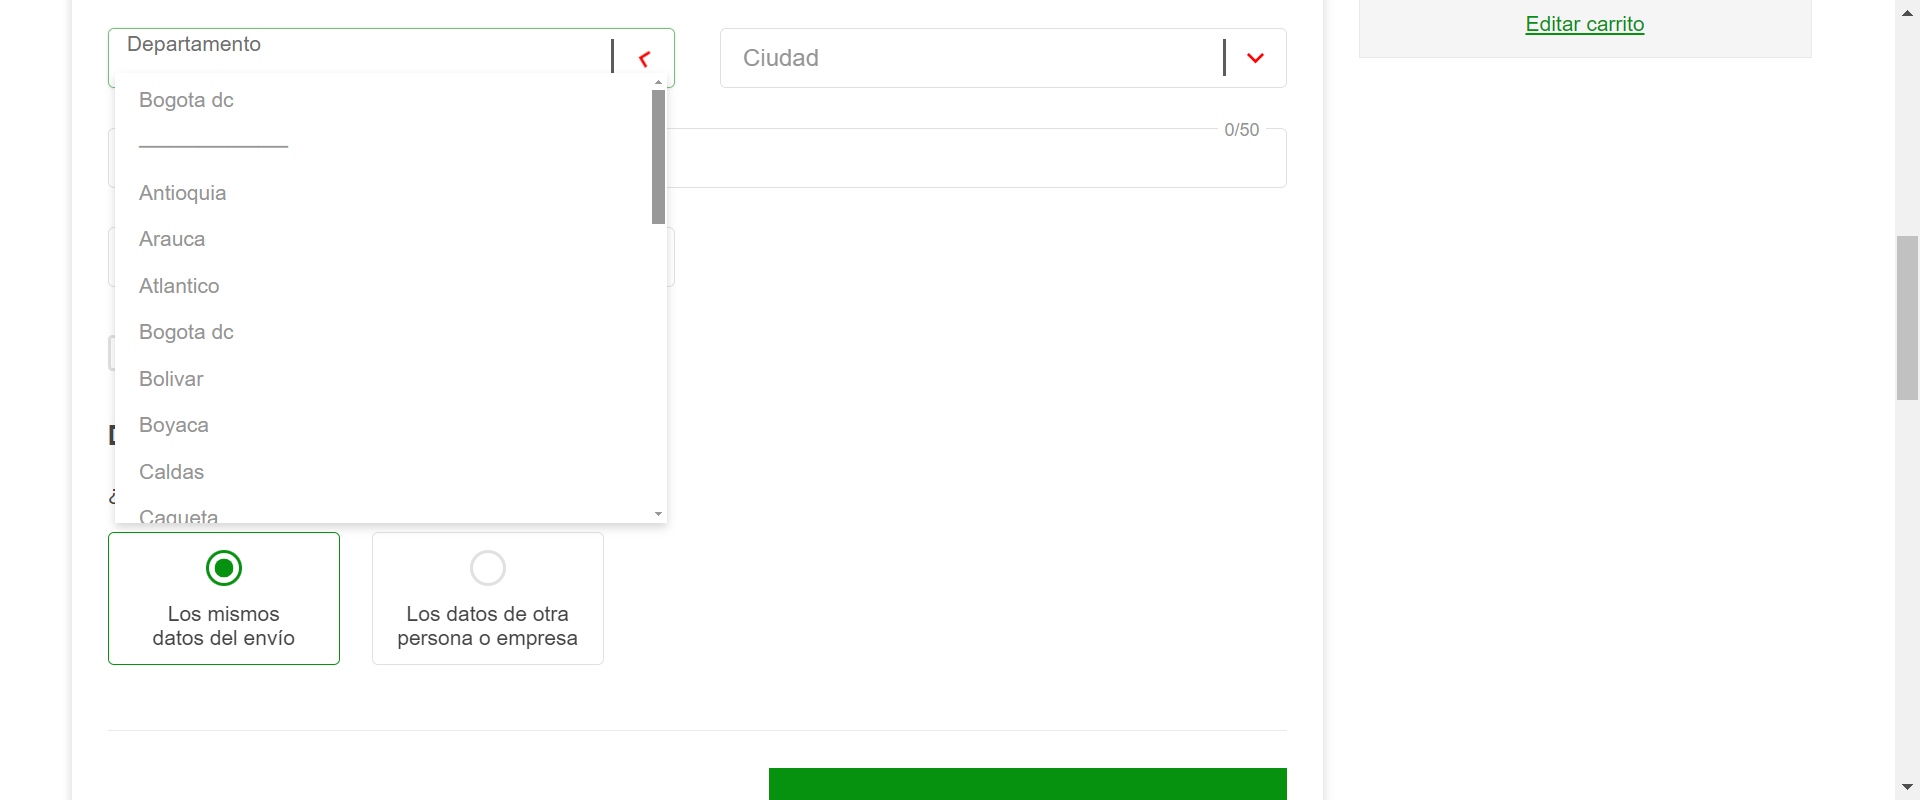 Editar carrito
Departamento
Ciudad
Bogota dc
0/50
Antioquia
Arauca
Atlantico
Bogota dc
Bolivar
Boyaca
Caldas
Caqueta
¿
Los mismos
datos del envío
Los datos de otra
persona o empresa